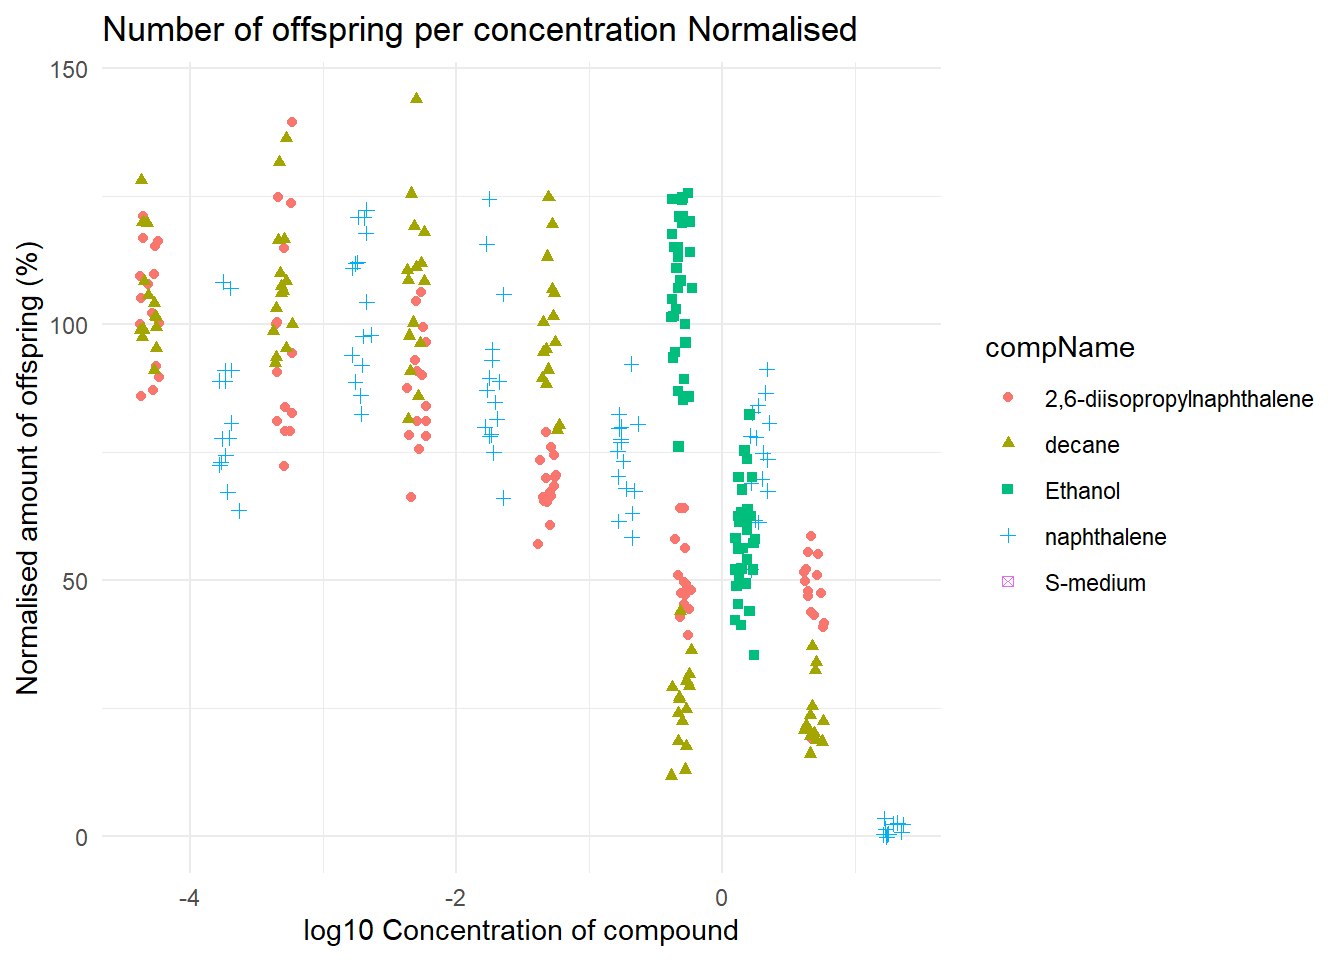 Number of offspring per concentration Normalised
Normalised amount of offspring (%)
150
100
50
0
-4
-2
0
log10 Concentration of compound
compName
2,6-diisopropylnaphthalene
decane
Ethanol
naphthalene
S-medium